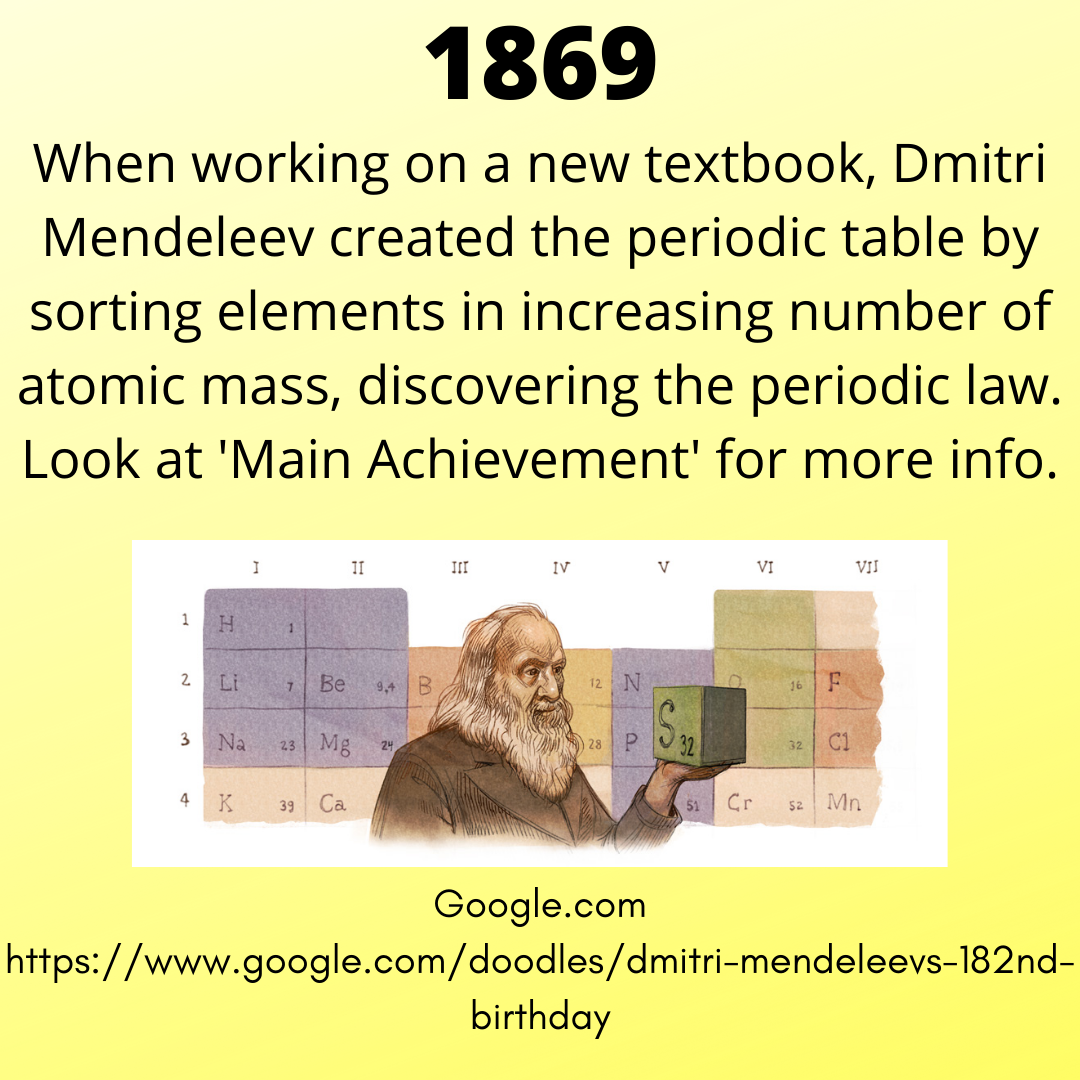 1869
When working on a new textbook, Dmitri
Mendeleev created the periodic table by
sorting elements in increasing number of
atomic mass, discovering the periodic law.
Look at 'Main Achievement' for more info.
I II III IV V VI VII
1 H 1
2 Li 7 Be 9,4 B 12 N O 16 F
3 Na 23 Mg 24 28 P S 32 32 Cl
4 K 39 Ca 51 Cr 52 Mn
Google.com
https://www.google.com/doodles/dmitri-mendeleevs-182nd-
birthday